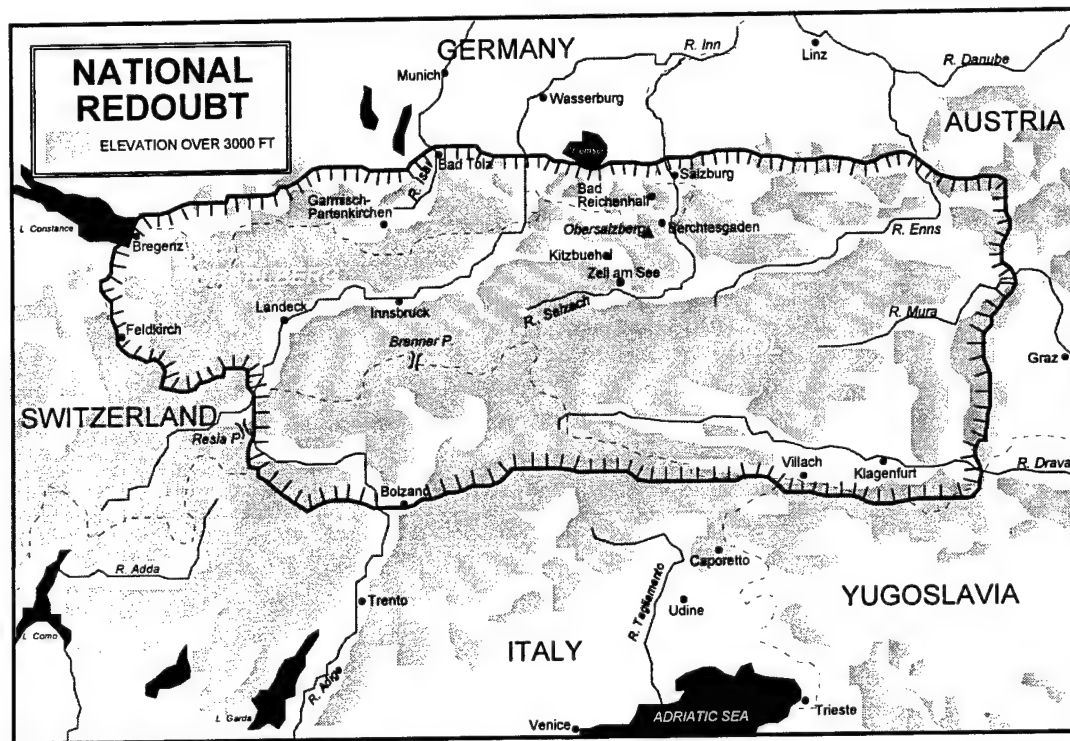 NATIONAL
REDOUBT
ELEVATION OVER 3000 FT
GERMANY
R. Inn
Linz
R. Danube
Munich
Wasserburg
AUSTRIA
Bad Tolz
R. Isar
Salzburg
Garmisch-
Partenkirchen
Bad
Reichenhall
L. Constance
Bregenz
Obersalzberg
Berchtesgaden
R. Enns
Kitzbuehel
Zell am See
Landeck
Innsbruck
R. Salzach
R. Mura
Feldkirch
Brenner P.
Graz
SWITZERLAND
Resia P.
Villach
Klagenfurt
R. Drava
Bolzano
Caporetto
R. Adda
Trento
R. Tagliamento
Udine
YUGOSLAVIA
L. Como
ITALY
R. Adige
L. Garda
Trieste
ADRIATIC SEA
Venice